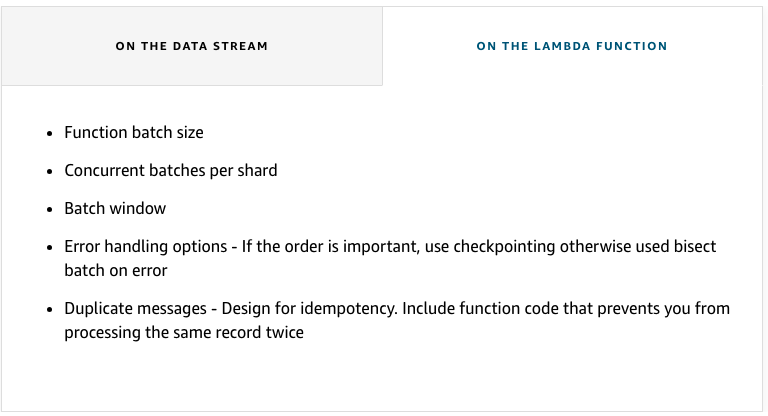 ON THE DATA STREAM
ON THE LAMBDA FUNCTION
• Function batch size
• Concurrent batches per shard
• Batch window
• Error handling options - If the order is important, use checkpointing otherwise used bisect
batch on error
• Duplicate messages - Design for idempotency. Include function code that prevents you from
processing the same record twice